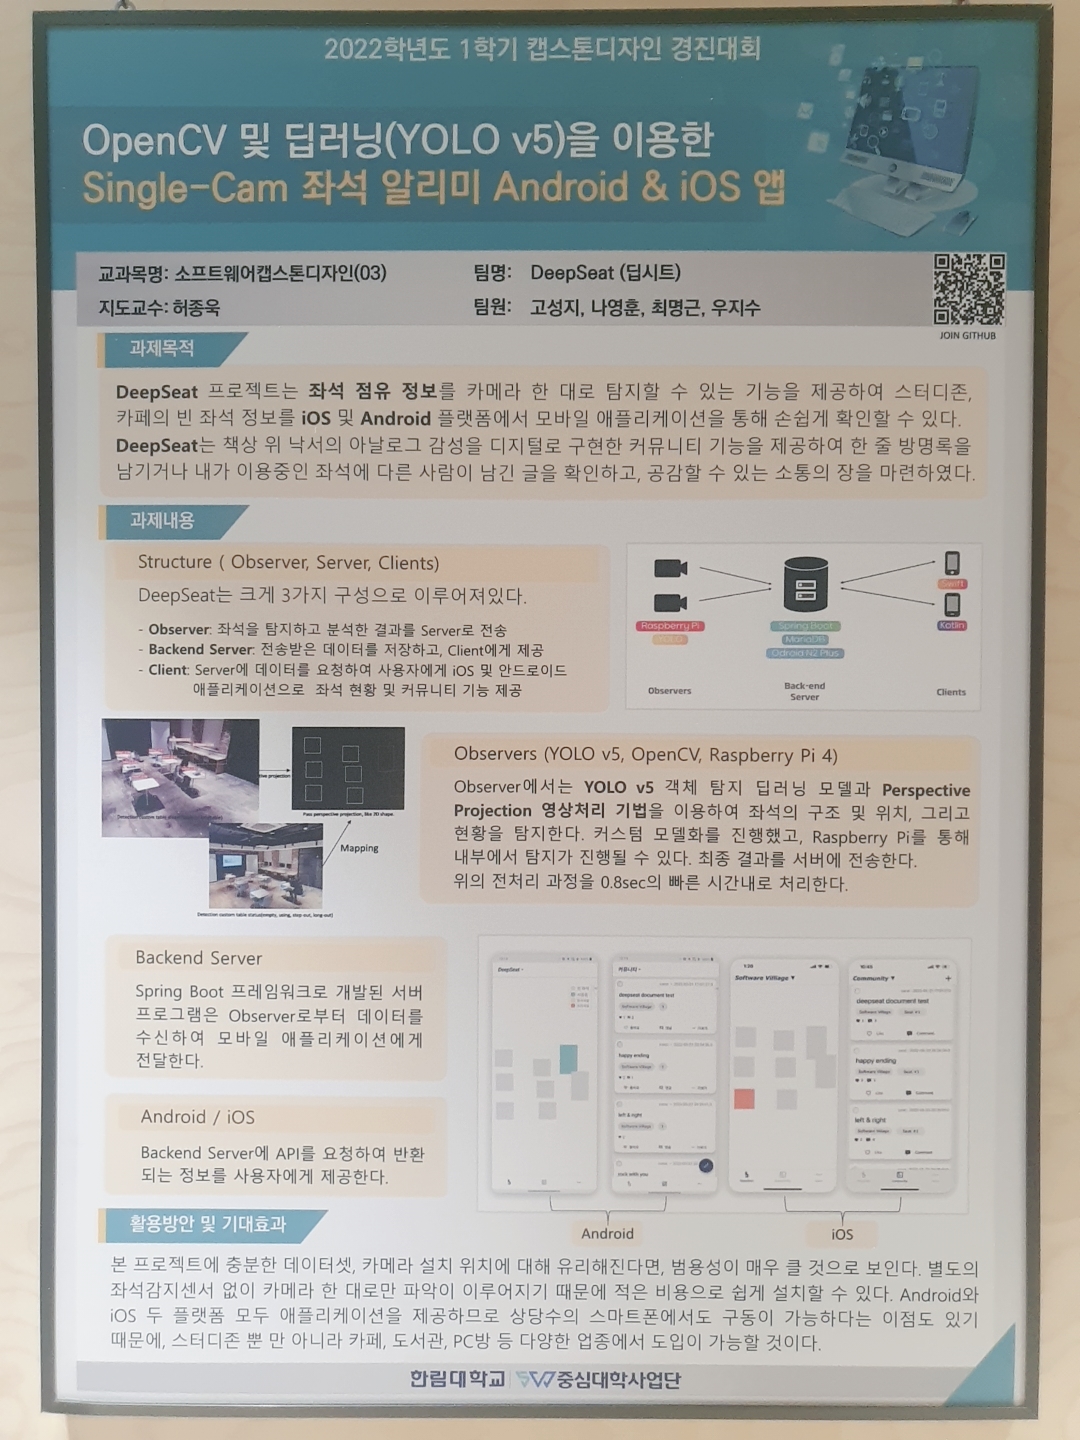 2022학년도 1학기 캡스톤디자인 경진대회
OpenCV 및 딥러닝(YOLO v5)을 이용한
Single-Cam 좌석 알리미 Android & iOS 앱
교과목명: 소프트웨어캡스톤디자인(03)
팀명: DeepSeat (딥시트)
지도교수: 허종욱
팀원: 고성지, 나영훈, 최명근, 우지수
JOIN GITHUB
과제목적
DeepSeat 프로젝트는 좌석 점유 정보를 카메라 한 대로 탐지할 수 있는 기능을 제공하여 스터디존,
카페의 빈 좌석 정보를 iOS 및 Android 플랫폼에서 모바일 애플리케이션을 통해 손쉽게 확인할 수 있다.
DeepSeat는 책상 위 낙서의 아날로그 감성을 디지털로 구현한 커뮤니티 기능을 제공하여 한 줄 방명록을
남기거나 내가 이용중인 좌석에 다른 사람이 남긴 글을 확인하고, 공감할 수 있는 소통의 장을 마련하였다.
과제내용
Structure ( Observer, Server, Clients)
DeepSeat는 크게 3가지 구성으로 이루어져있다.
- Observer: 좌석을 탐지하고 분석한 결과를 Server로 전송
- Backend Server: 전송받은 데이터를 저장하고, Client에게 제공
- Client: Server에 데이터를 요청하여 사용자에게 iOS 및 안드로이드
애플리케이션으로 좌석 현황 및 커뮤니티 기능 제공
Raspberry Pi
Spring Boot
MariaDB
Odroid N2 Plus
Swift
Kotlin
Observers
Back-end
Server
Clients
Pass perspective projection, like 2D shape.
Mapping
Detection custom table status(empty, using, step-out, long-out)
Observers (YOLO v5, OpenCV, Raspberry Pi 4)
Observer에서는 YOLO v5 객체 탐지 딥러닝 모델과 Perspective
Projection 영상처리 기법을 이용하여 좌석의 구조 및 위치, 그리고
현황을 탐지한다. 커스텀 모델화를 진행했고, Raspberry Pi를 통해
내부에서 탐지가 진행될 수 있다. 최종 결과를 서버에 전송한다.
위의 전처리 과정을 0.8sec의 빠른 시간내로 처리한다.
Backend Server
Spring Boot 프레임워크로 개발된 서버
프로그램은 Observer로부터 데이터를
수신하여 모바일 애플리케이션에게
전달한다.
Android / iOS
Backend Server에 API를 요청하여 반환
되는 정보를 사용자에게 제공한다.
DeepSeat
커뮤니티
deepseat document test
Software Village
happy ending
Software Village
left & right
Software Village
rock with you
Software Village
Community
deepseat document test
Software Village
happy ending
Software Village
left & right
Software Village
Android
iOS
활용방안 및 기대효과
본 프로젝트에 충분한 데이터셋, 카메라 설치 위치에 대해 유리해진다면, 범용성이 매우 클 것으로 보인다. 별도의
좌석감지센서 없이 카메라 한 대로만 파악이 이루어지기 때문에 적은 비용으로 쉽게 설치할 수 있다. Android와
iOS 두 플랫폼 모두 애플리케이션을 제공하므로 상당수의 스마트폰에서도 구동이 가능하다는 이점도 있기
때문에, 스터디존 뿐 만 아니라 카페, 도서관, PC방 등 다양한 업종에서 도입이 가능할 것이다.
한림대학교 SW중심대학사업단